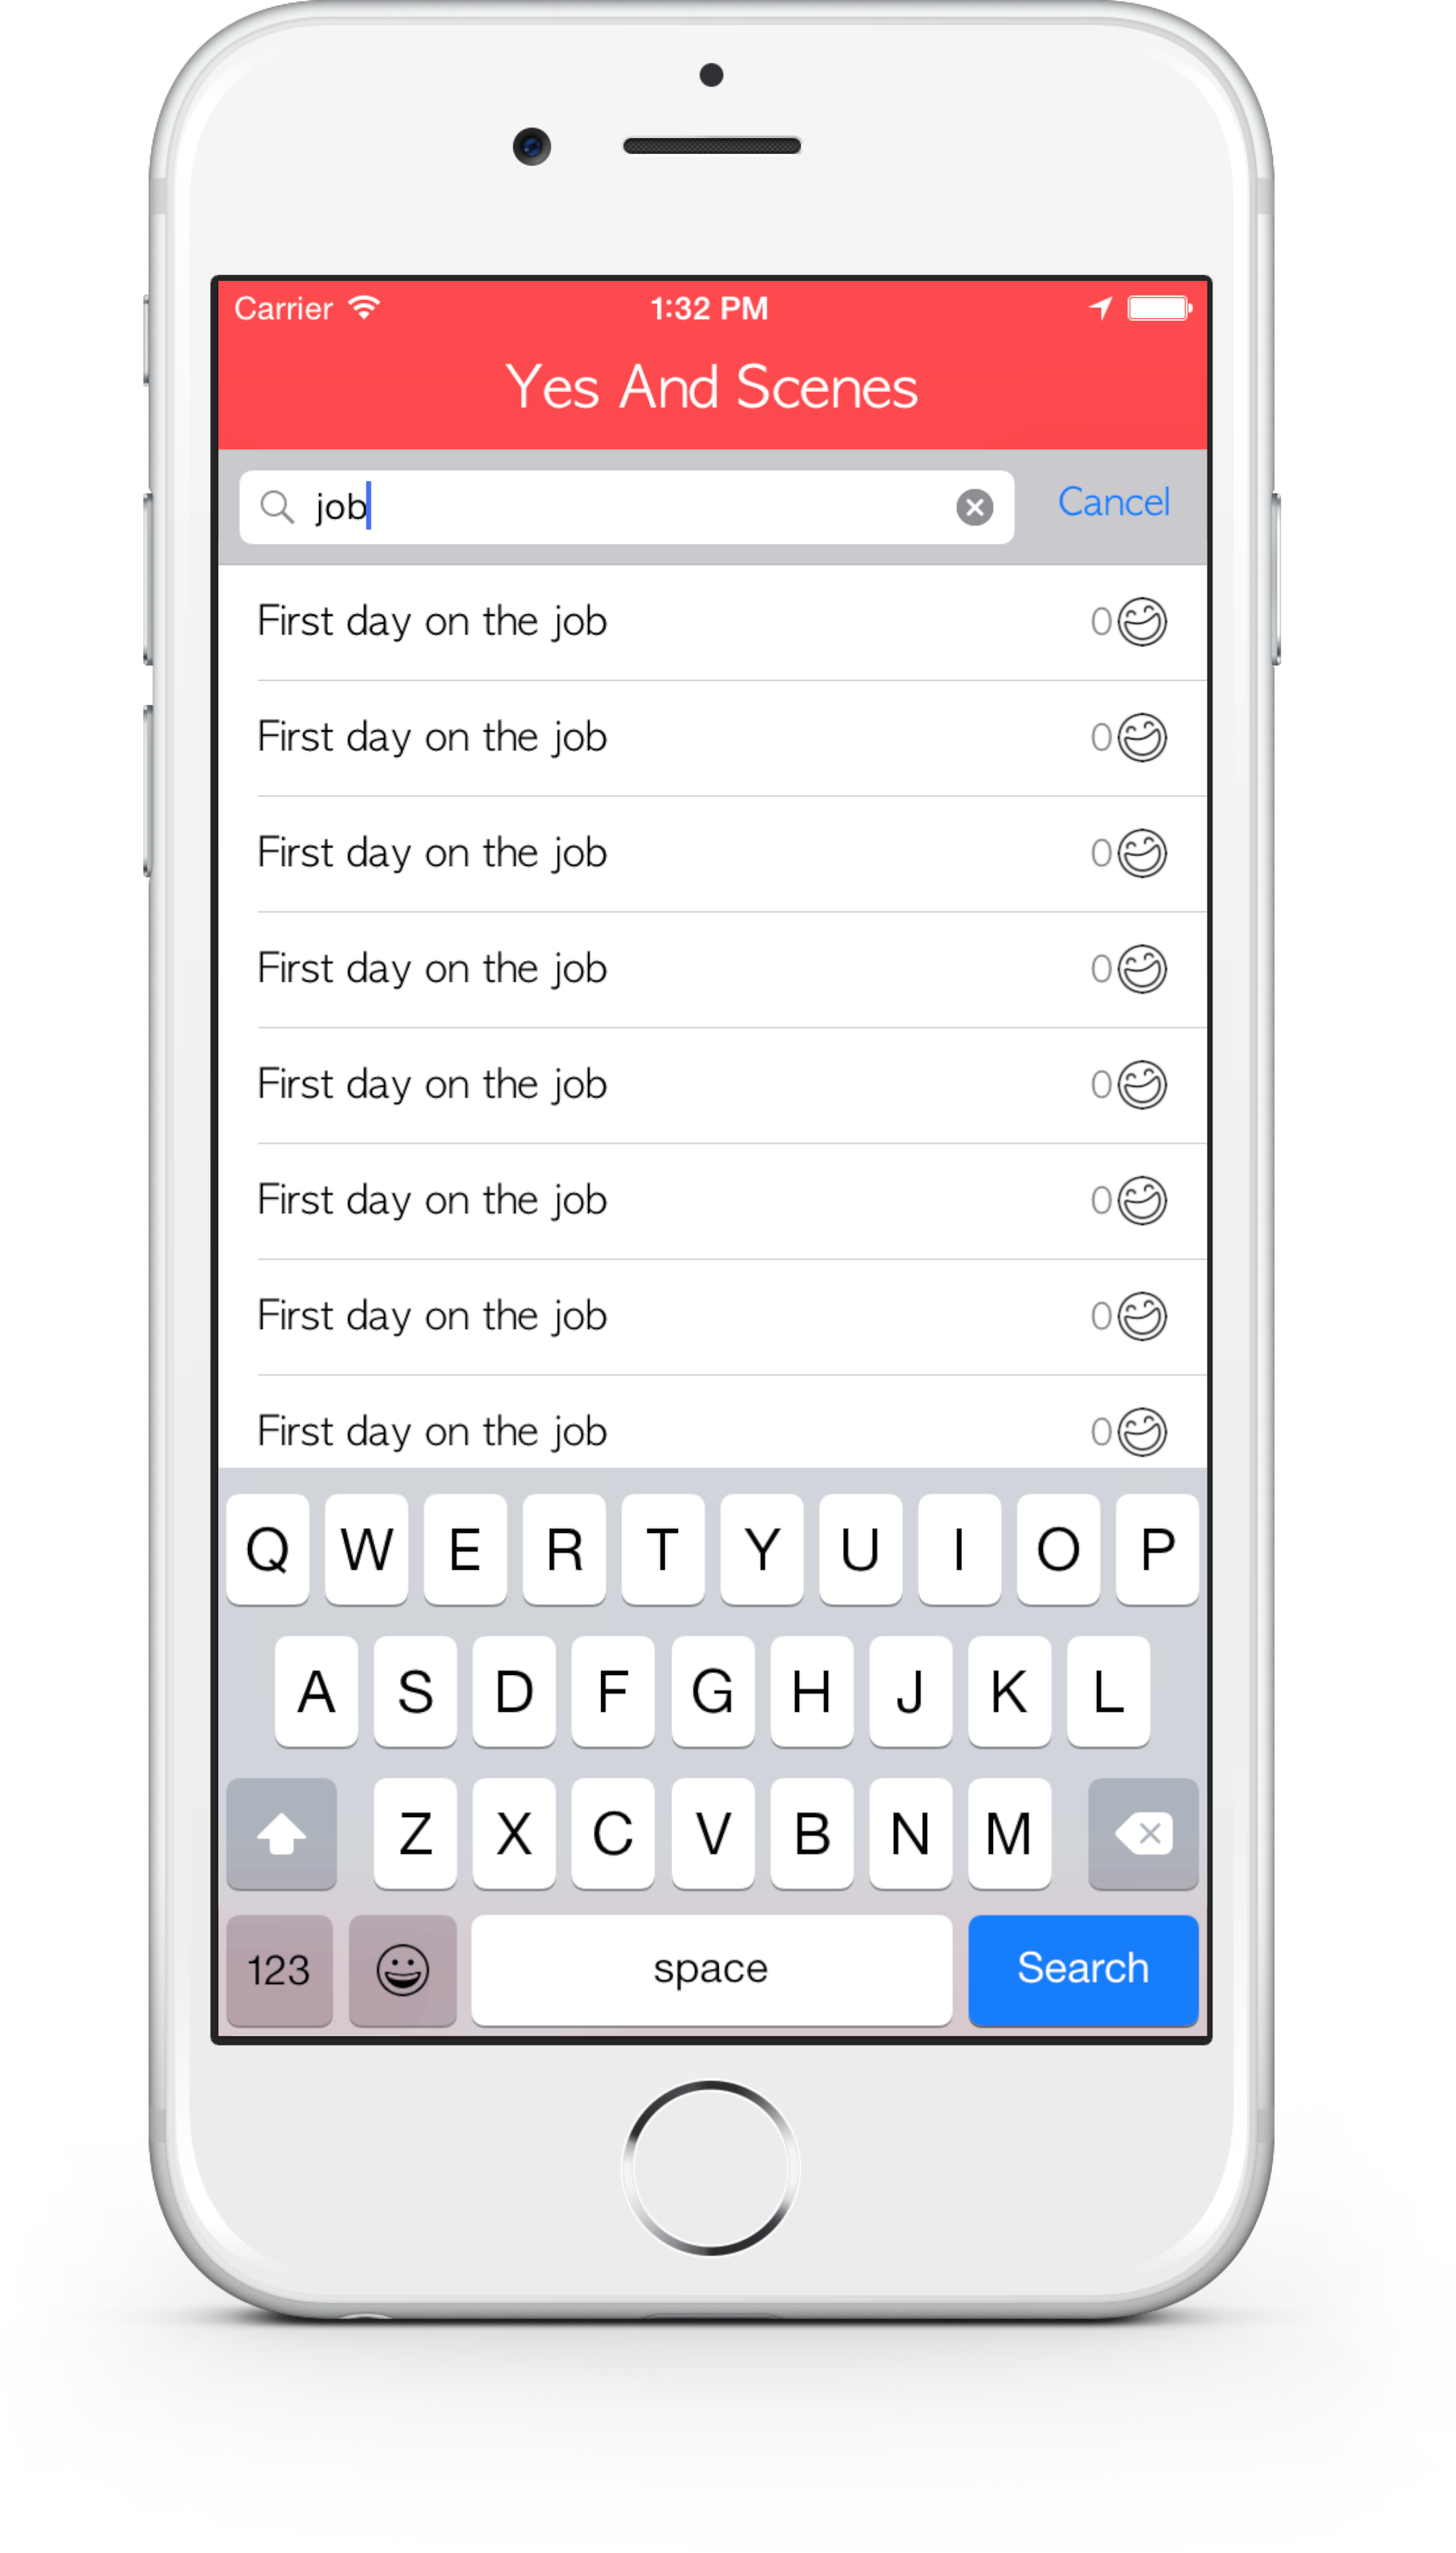 Carrier 1:32 PM
Yes And Scenes
job Cancel
First day on the job 0
First day on the job 0
First day on the job 0
First day on the job 0
First day on the job 0
First day on the job 0
First day on the job 0
First day on the job 0
Q W E R T Y U I O P
A S D F G H J K L
Z X C V B N M
123 space Search